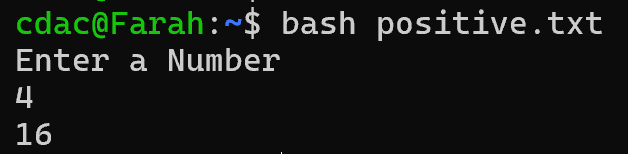 cdac@Farah:~$ bash positive.txt
Enter a Number
4
16